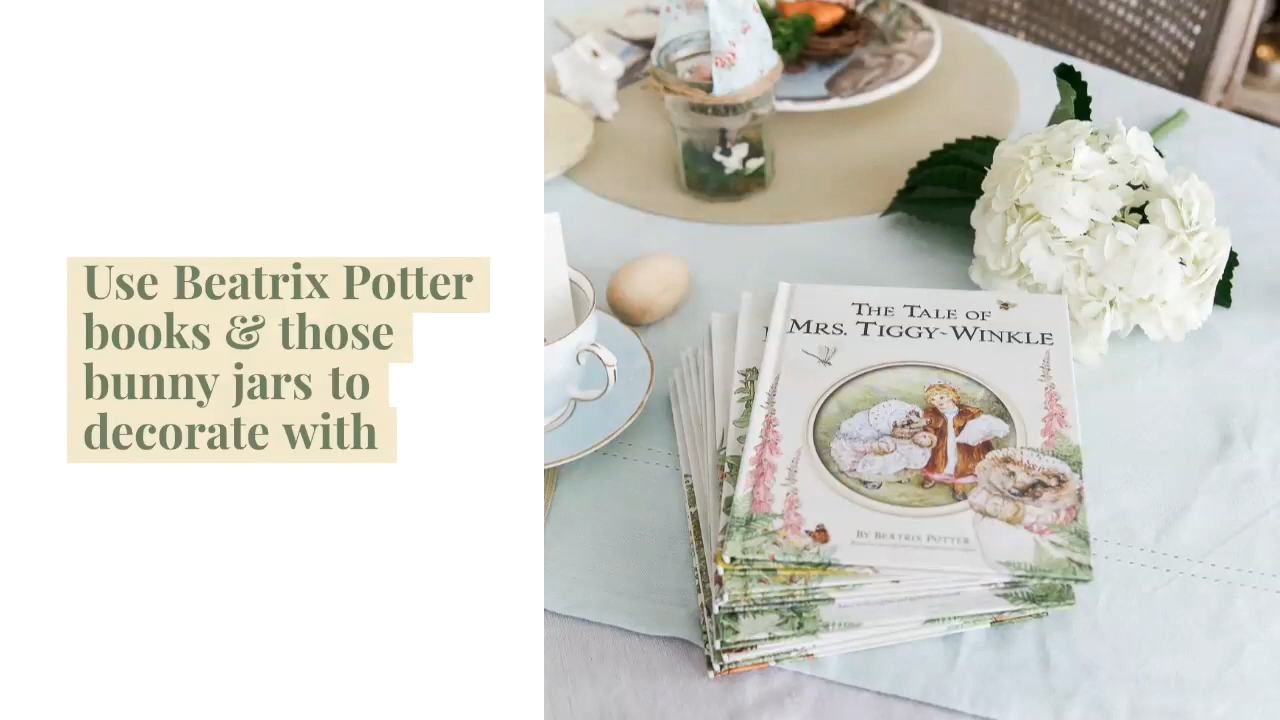 Use Beatrix Potter
books & those
bunny jars to
decorate with
THE TALE OF
MRS. TIGGY-WINKLE
BY BEATRIX POTTER